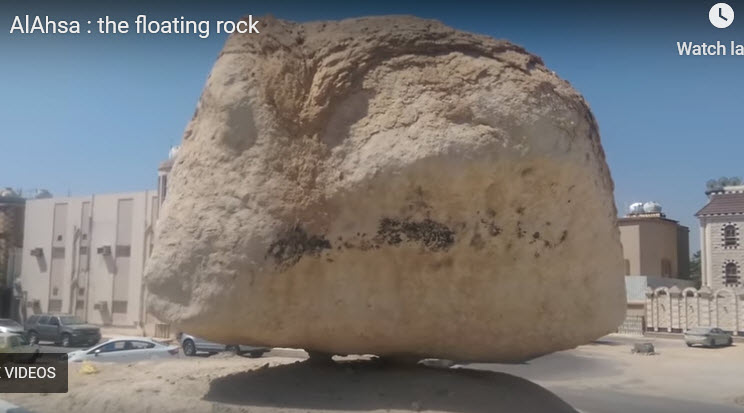 AlAhsa : the floating rock
Watch la
E VIDEOS